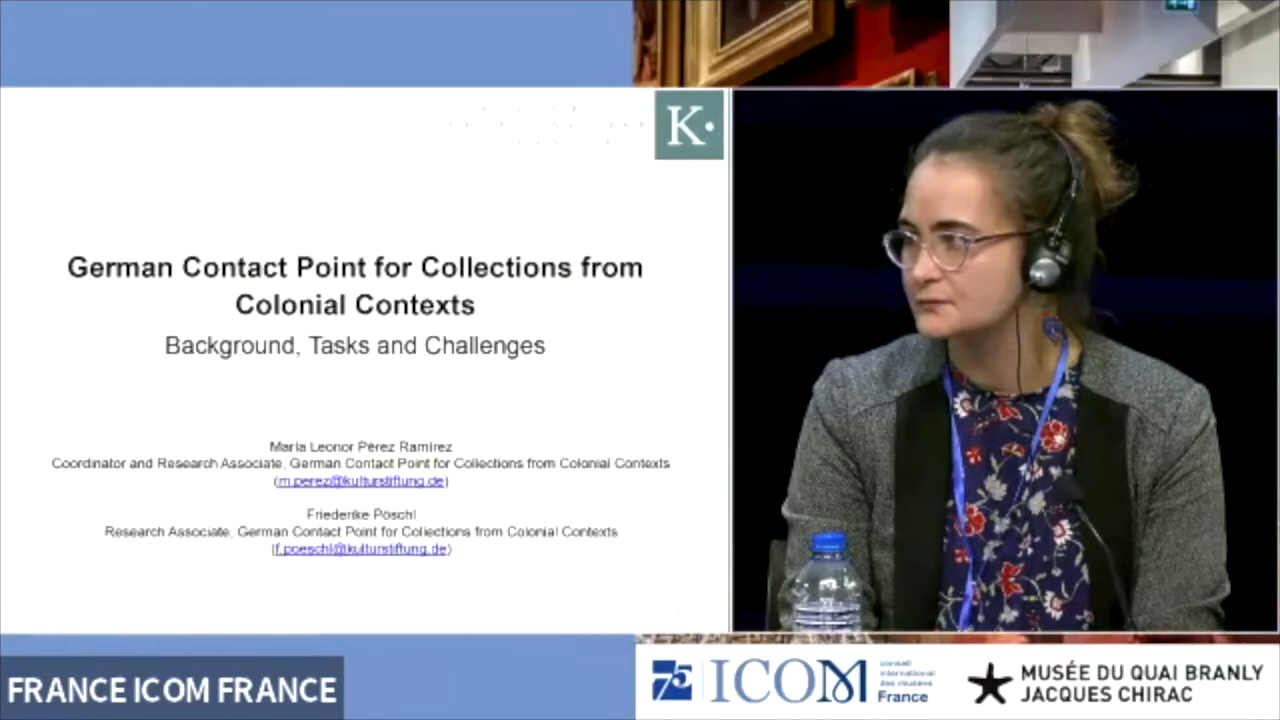 K
German Contact Point for Collections from
Colonial Contexts
Background, Tasks and Challenges
María Leonor Pérez Ramírez
Coordinator and Research Associate, German Contact Point for Collections from Colonial Contexts
(m.perez@kulturstiftung.de)
Friederike Pöschl
Research Associate, German Contact Point for Collections from Colonial Contexts
(f.poeschl@kulturstiftung.de)
FRANCE ICOM FRANCE
75
ICOM
conseil
international
des musées
France
MUSÉE DU QUAI BRANLY
JACQUES CHIRAC